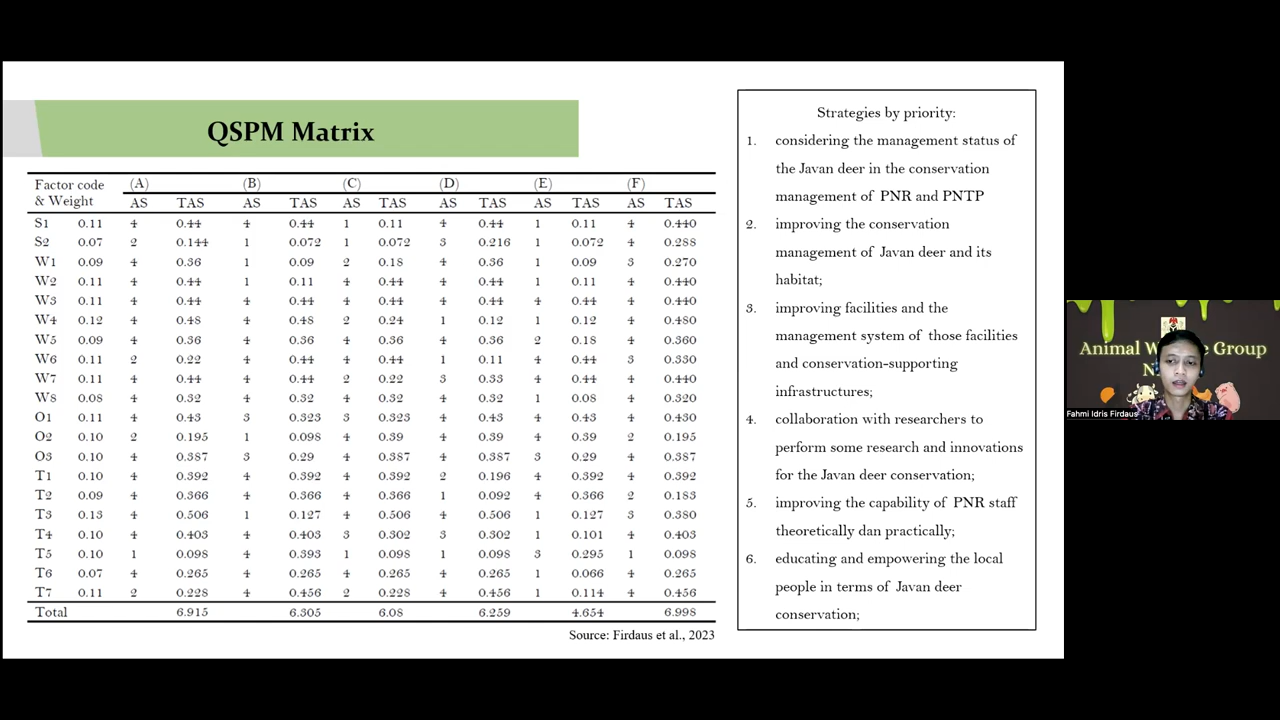 QSPM Matrix
Factor code (A) (B) (C) (D) (E) (F)
& Weight AS TAS AS TAS AS TAS AS TAS AS TAS AS TAS
S1 0.11 4 0.44 4 0.44 1 0.11 4 0.44 1 0.11 4 0.440
S2 0.07 2 0.144 1 0.072 1 0.072 3 0.216 1 0.072 4 0.288
W1 0.09 4 0.36 1 0.09 2 0.18 4 0.36 1 0.09 3 0.270
W2 0.11 4 0.44 1 0.11 4 0.44 4 0.44 1 0.11 4 0.440
W3 0.11 4 0.44 4 0.44 4 0.44 4 0.44 4 0.44 4 0.440
W4 0.12 4 0.48 4 0.48 2 0.24 1 0.12 1 0.12 4 0.480
W5 0.09 4 0.36 4 0.36 4 0.36 4 0.36 2 0.18 4 0.360
W6 0.11 2 0.22 4 0.44 4 0.44 1 0.11 4 0.44 3 0.330
W7 0.11 4 0.44 4 0.44 2 0.22 3 0.33 4 0.44 4 0.440
W8 0.08 4 0.32 4 0.32 4 0.32 4 0.32 1 0.08 4 0.320
O1 0.11 4 0.43 3 0.323 3 0.323 4 0.43 4 0.43 4 0.430
O2 0.10 2 0.195 1 0.098 4 0.39 4 0.39 4 0.39 2 0.195
O3 0.10 4 0.387 3 0.29 4 0.387 4 0.387 3 0.29 4 0.387
T1 0.10 4 0.392 4 0.392 4 0.392 2 0.196 4 0.392 4 0.392
T2 0.09 4 0.366 4 0.366 4 0.366 1 0.092 4 0.366 2 0.183
T3 0.13 4 0.506 1 0.127 4 0.506 4 0.506 1 0.127 3 0.380
T4 0.10 4 0.403 4 0.403 3 0.302 3 0.302 1 0.101 4 0.403
T5 0.10 1 0.098 4 0.393 1 0.098 1 0.098 3 0.295 1 0.098
T6 0.07 4 0.265 4 0.265 4 0.265 4 0.265 1 0.066 4 0.265
T7 0.11 2 0.228 4 0.456 2 0.228 4 0.456 1 0.114 4 0.456
Total 6.915 6.305 6.08 6.259 4.654 6.998
Source: Firdaus et al., 2023
Strategies by priority:
1. considering the management status of
the Javan deer in the conservation
management of PNR and PNTP
2. improving the conservation
management of Javan deer and its
habitat;
3. improving facilities and the
management system of those facilities
and conservation-supporting
infrastructures;
4. collaboration with researchers to
perform some research and innovations
for the Javan deer conservation;
5. improving the capability of PNR staff
theoretically dan practically;
6. educating and empowering the local
people in terms of Javan deer
conservation;
Animal Group
Fahmi Idris Firdaus